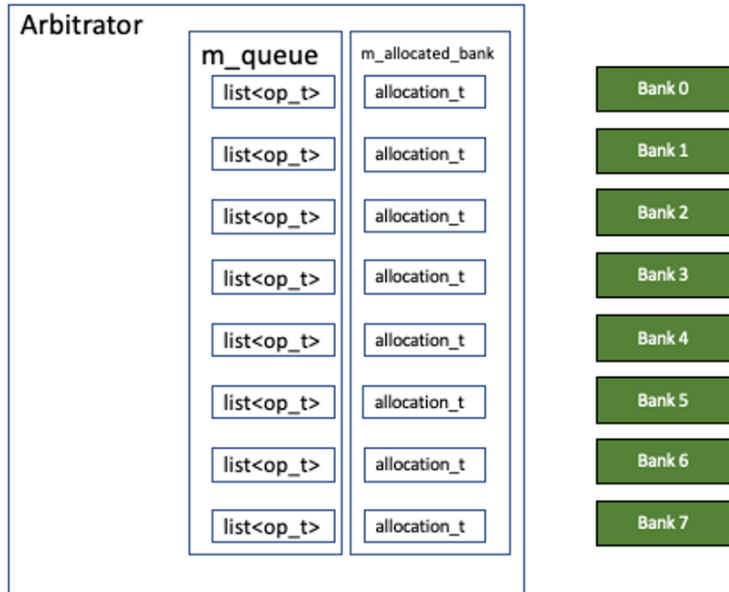 Arbitrator
m_queue m_allocated_bank
list<op_t> allocation_t Bank 0
list<op_t> allocation_t Bank 1
list<op_t> allocation_t Bank 2
list<op_t> allocation_t Bank 3
list<op_t> allocation_t Bank 4
list<op_t> allocation_t Bank 5
list<op_t> allocation_t Bank 6
list<op_t> allocation_t Bank 7